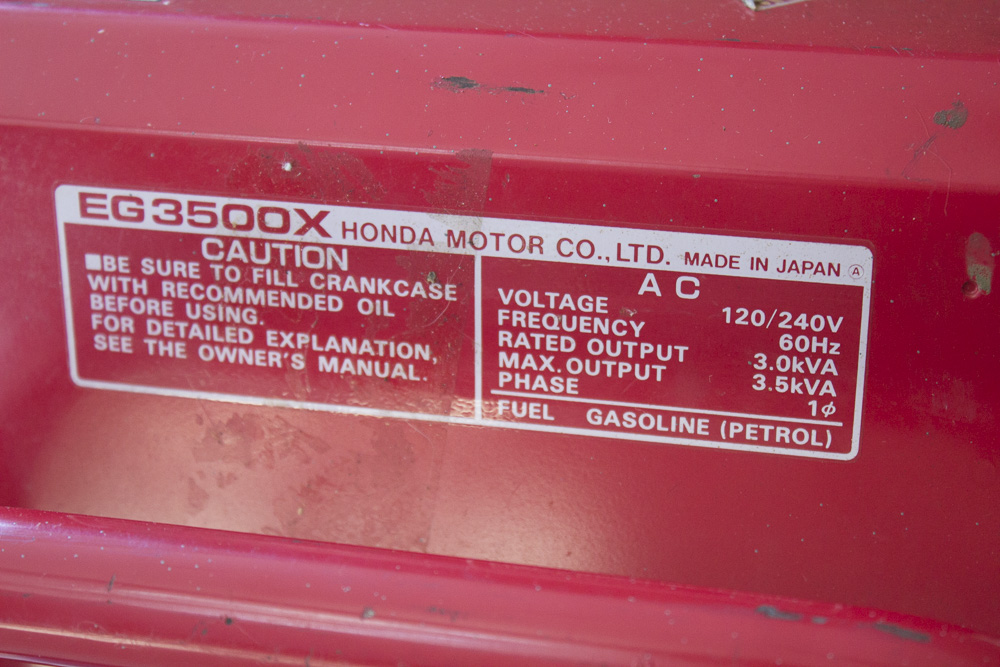 EG3500X HONDA MOTOR CO.,LTD. MADE IN JAPAN Ⓐ
CAUTION
■BE SURE TO FILL CRANKCASE
WITH RECOMMENDED OIL
BEFORE USING.
FOR DETAILED EXPLANATION,
SEE THE OWNER'S MANUAL.
AC
VOLTAGE 120/240V
FREQUENCY 60Hz
RATED OUTPUT 3.0kVA
MAX. OUTPUT 3.5kVA
PHASE 1ϕ
FUEL GASOLINE (PETROL)